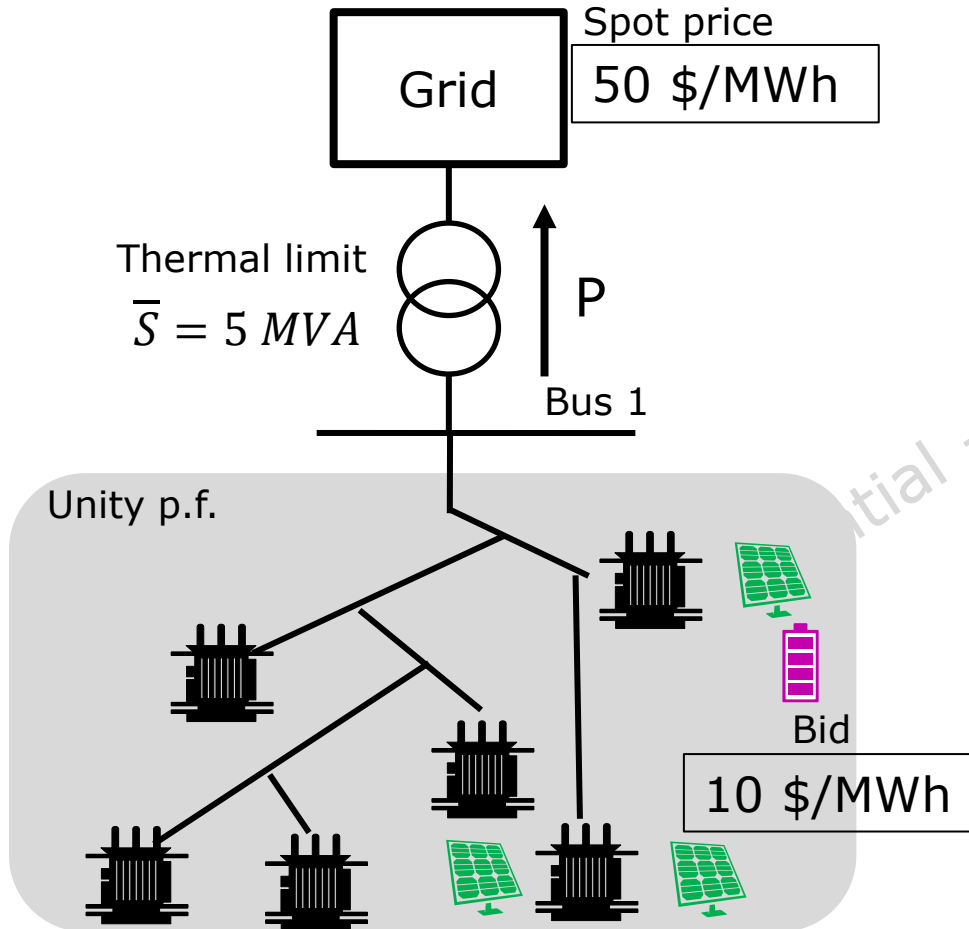 Spot price
Grid
50 $/MWh
Thermal limit
S̅ = 5 MVA
P
Bus 1
Unity p.f.
Bid
10 $/MWh